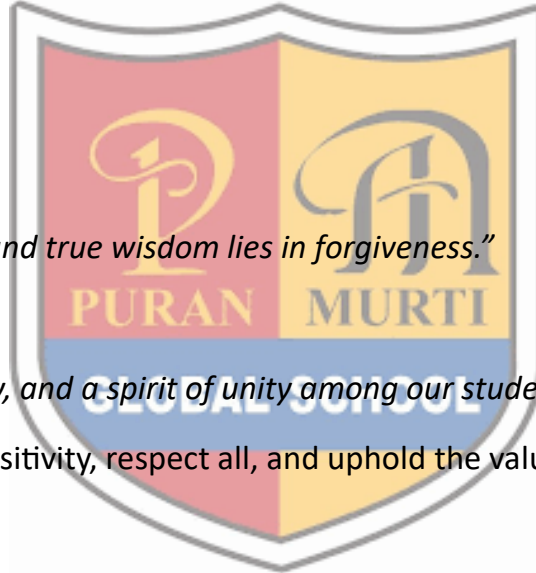 nd true wisdom lies in forgiveness.”
PURAN MURTI
, and a spirit of unity among our stude
GLOBAL SCHOOL
sitivity, respect all, and uphold the valu